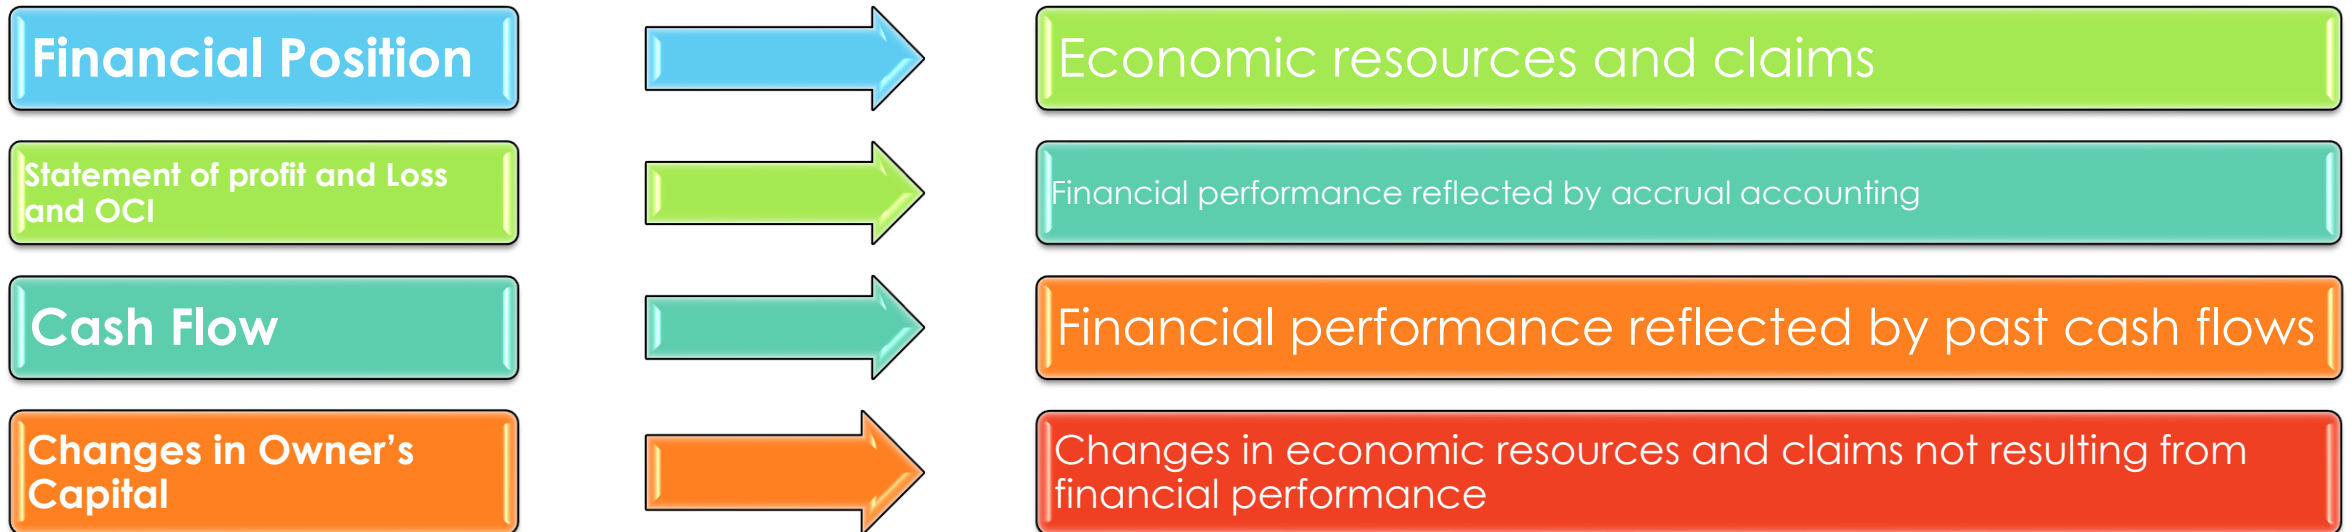 Financial Position
Economic resources and claims
Statement of profit and Loss
and OCI
Financial performance reflected by accrual accounting
Cash Flow
Financial performance reflected by past cash flows
Changes in Owner's
Capital
Changes in economic resources and claims not resulting from
financial performance